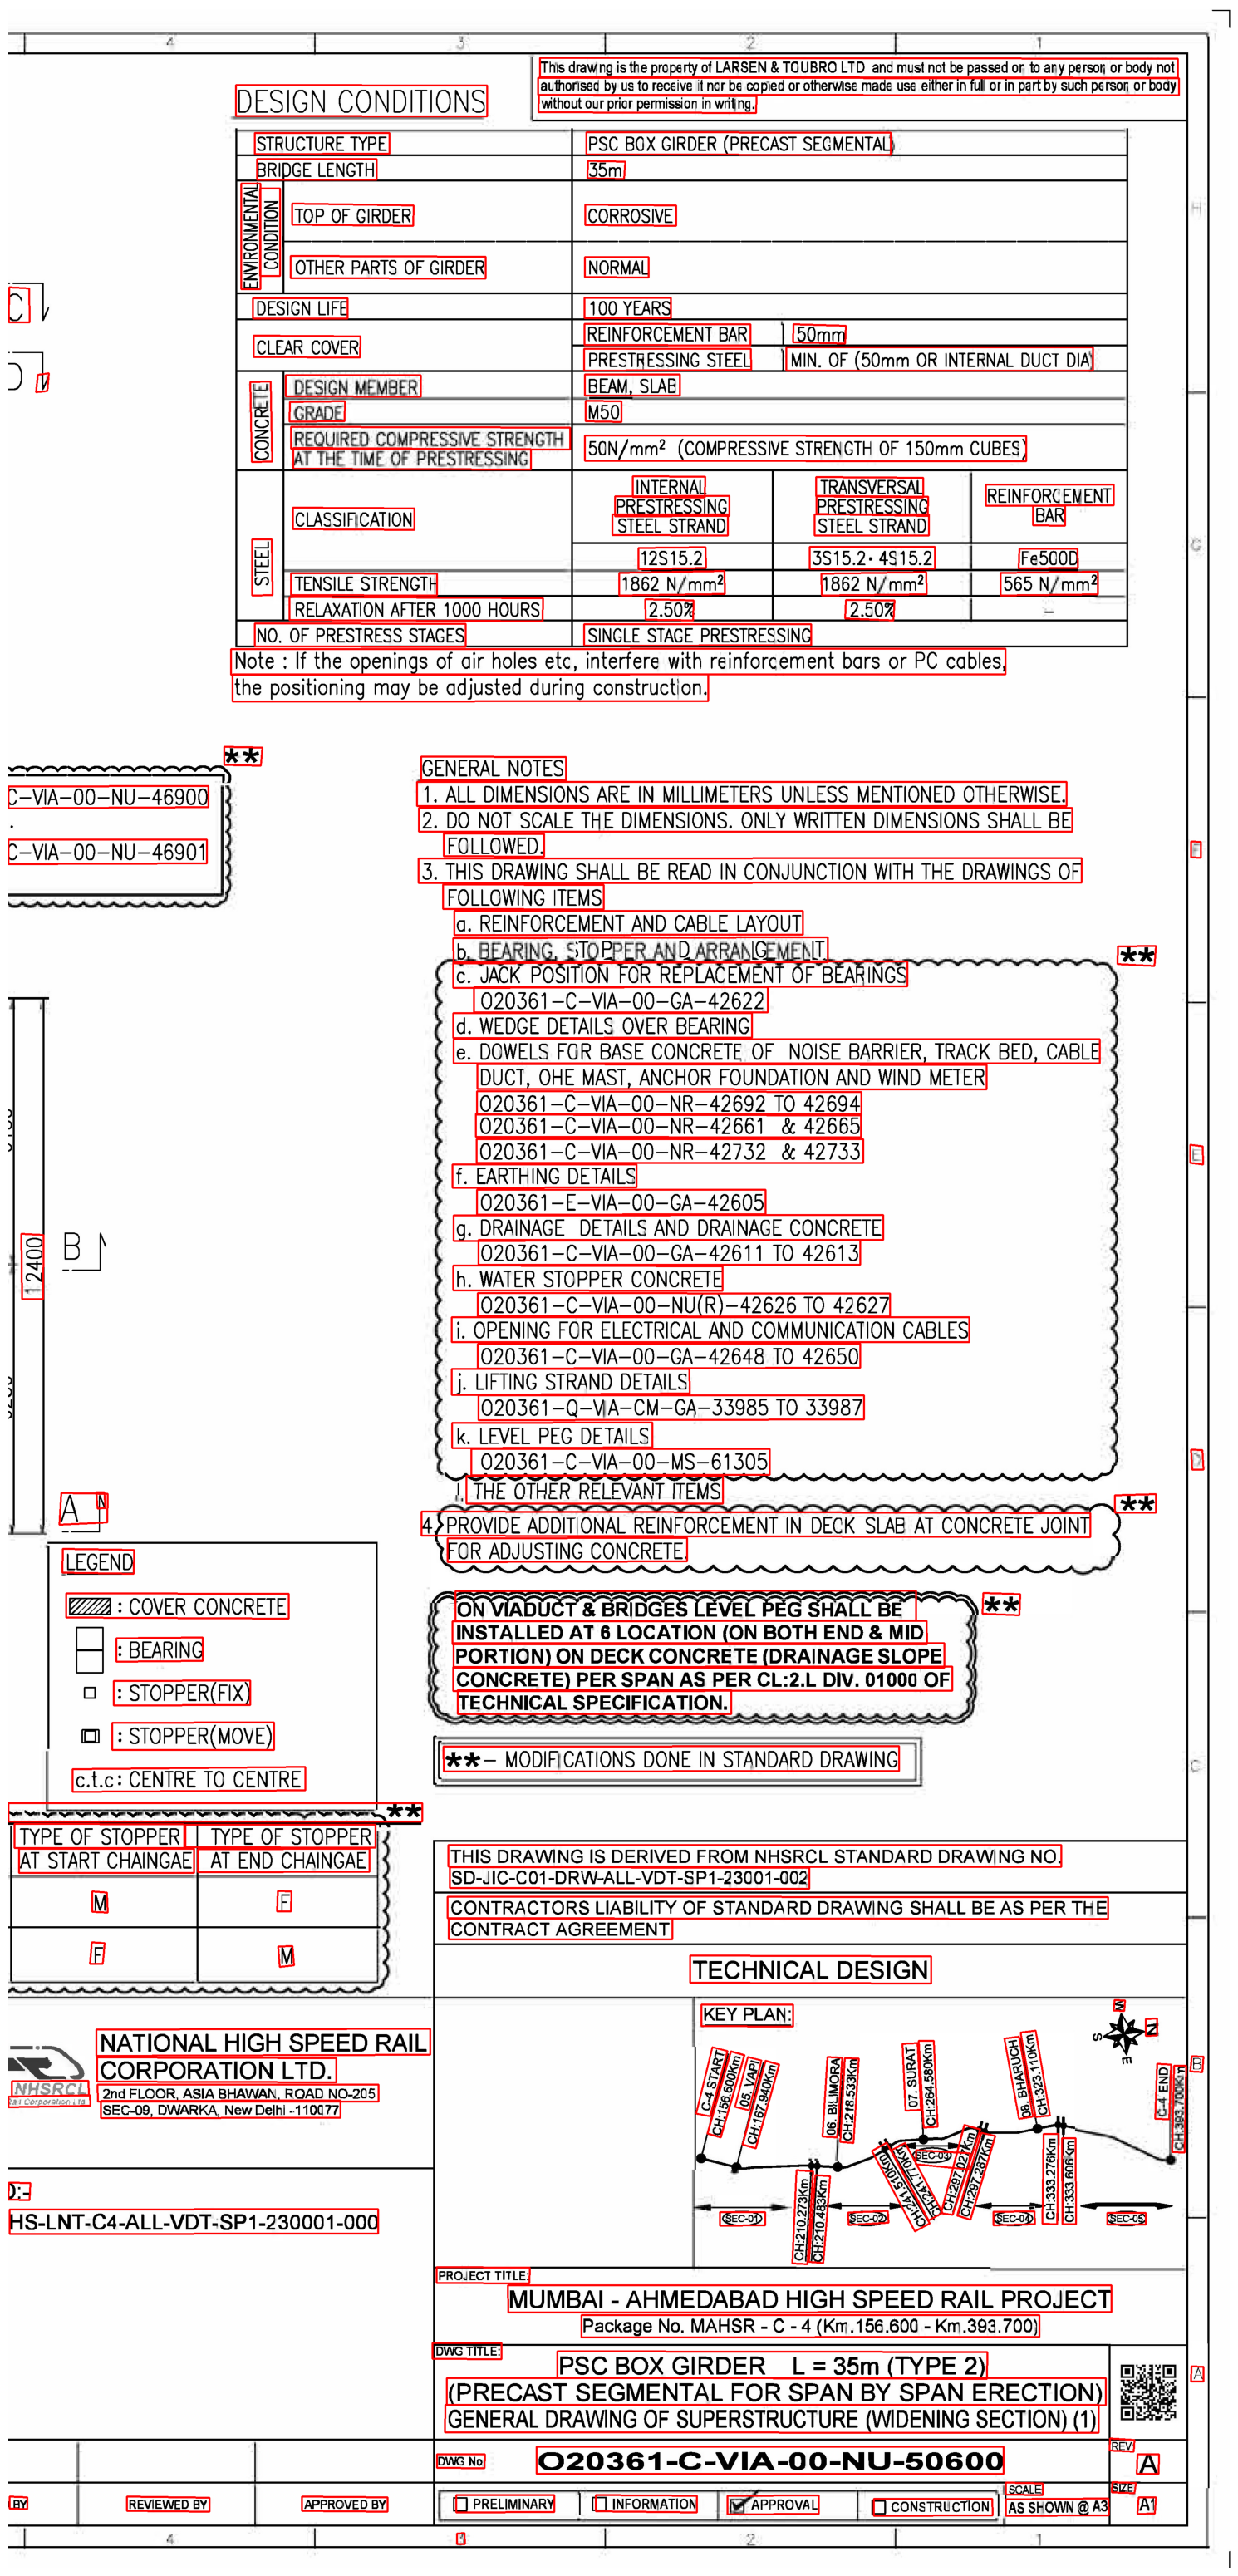 4 3 2 1
This drawing is the property of LARSEN & TOUBRO LTD and must not be passed on to any person or body not
authorised by us to receive it nor be copied or otherwise made use either in full or in part by such person or body
without our prior permission in writing.
DESIGN CONDITIONS
STRUCTURE TYPE PSC BOX GIRDER (PRECAST SEGMENTAL)
BRIDGE LENGTH 35m
ENVIRONMENTAL CONDITION
TOP OF GIRDER CORROSIVE
OTHER PARTS OF GIRDER NORMAL
DESIGN LIFE 100 YEARS
CLEAR COVER
REINFORCEMENT BAR 50mm
PRESTRESSING STEEL MIN. OF (50mm OR INTERNAL DUCT DIA)
CONCRETE
DESIGN MEMBER BEAM, SLAB
GRADE M50
REQUIRED COMPRESSIVE STRENGTH
AT THE TIME OF PRESTRESSING
50N/mm² (COMPRESSIVE STRENGTH OF 150mm CUBES)
STEEL
CLASSIFICATION
INTERNAL
PRESTRESSING
STEEL STRAND
TRANSVERSAL
PRESTRESSING
STEEL STRAND
REINFORCEMENT
BAR
12S15.2 3S15.2·4S15.2 Fe500D
TENSILE STRENGTH 1862 N/mm² 1862 N/mm² 565 N/mm²
RELAXATION AFTER 1000 HOURS 2.50% 2.50% –
NO. OF PRESTRESS STAGES SINGLE STAGE PRESTRESSING
Note : If the openings of air holes etc, interfere with reinforcement bars or PC cables,
the positioning may be adjusted during construction.
H
G
F
E
D
C
B
A
C
D
**
C-VIA-00-NU-46900
C-VIA-00-NU-46901
GENERAL NOTES
1. ALL DIMENSIONS ARE IN MILLIMETERS UNLESS MENTIONED OTHERWISE.
2. DO NOT SCALE THE DIMENSIONS. ONLY WRITTEN DIMENSIONS SHALL BE
FOLLOWED.
3. THIS DRAWING SHALL BE READ IN CONJUNCTION WITH THE DRAWINGS OF
FOLLOWING ITEMS
a. REINFORCEMENT AND CABLE LAYOUT
b. BEARING, STOPPER AND ARRANGEMENT
**
c. JACK POSITION FOR REPLACEMENT OF BEARINGS
O20361-C-VIA-00-GA-42622
d. WEDGE DETAILS OVER BEARING
e. DOWELS FOR BASE CONCRETE OF NOISE BARRIER, TRACK BED, CABLE
DUCT, OHE MAST, ANCHOR FOUNDATION AND WIND METER
O20361-C-VIA-00-NR-42692 TO 42694
O20361-C-VIA-00-NR-42661 & 42665
O20361-C-VIA-00-NR-42732 & 42733
f. EARTHING DETAILS
O20361-E-VIA-00-GA-42605
g. DRAINAGE DETAILS AND DRAINAGE CONCRETE
O20361-C-VIA-00-GA-42611 TO 42613
h. WATER STOPPER CONCRETE
O20361-C-VIA-00-NU(R)-42626 TO 42627
i. OPENING FOR ELECTRICAL AND COMMUNICATION CABLES
O20361-C-VIA-00-GA-42648 TO 42650
j. LIFTING STRAND DETAILS
O20361-Q-VIA-CM-GA-33985 TO 33987
k. LEVEL PEG DETAILS
O20361-C-VIA-00-MS-61305
l. THE OTHER RELEVANT ITEMS
**
4. PROVIDE ADDITIONAL REINFORCEMENT IN DECK SLAB AT CONCRETE JOINT
FOR ADJUSTING CONCRETE.
12400
B
A
LEGEND
: COVER CONCRETE
: BEARING
: STOPPER(FIX)
: STOPPER(MOVE)
c.t.c: CENTRE TO CENTRE
ON VIADUCT & BRIDGES LEVEL PEG SHALL BE
INSTALLED AT 6 LOCATION (ON BOTH END & MID
PORTION) ON DECK CONCRETE (DRAINAGE SLOPE
CONCRETE) PER SPAN AS PER CL:2.L DIV. 01000 OF
TECHNICAL SPECIFICATION.
**
**- MODIFICATIONS DONE IN STANDARD DRAWING
**
TYPE OF STOPPER
AT START CHAINGAE
TYPE OF STOPPER
AT END CHAINGAE
M F
F M
THIS DRAWING IS DERIVED FROM NHSRCL STANDARD DRAWING NO.
SD-JIC-C01-DRW-ALL-VDT-SP1-23001-002
CONTRACTORS LIABILITY OF STANDARD DRAWING SHALL BE AS PER THE
CONTRACT AGREEMENT
TECHNICAL DESIGN
NHSRCL
NATIONAL HIGH SPEED RAIL
CORPORATION LTD.
2nd FLOOR, ASIA BHAWAN, ROAD NO-205
SEC-09, DWARKA, New Delhi -110077
HS-LNT-C4-ALL-VDT-SP1-230001-000
KEY PLAN:
W
N
S
E
C-4 START
CH:156.600Km
05. VAPI
CH:167.940Km
06. BILIMORA
CH:218.533Km
07. SURAT
CH:264.580Km
08. BHARUCH
CH:323.110Km
C-4 END
CH:393.700Km
CH:210.273Km
CH:210.483Km
CH:241.510Km
CH:241.770Km
CH:297.027Km
CH:297.287Km
CH:333.276Km
CH:333.606Km
SEC-01
SEC-02
SEC-03
SEC-04
SEC-05
PROJECT TITLE:
MUMBAI - AHMEDABAD HIGH SPEED RAIL PROJECT
Package No. MAHSR - C - 4 (Km.156.600 - Km.393.700)
DWG TITLE:
PSC BOX GIRDER L = 35m (TYPE 2)
(PRECAST SEGMENTAL FOR SPAN BY SPAN ERECTION)
GENERAL DRAWING OF SUPERSTRUCTURE (WIDENING SECTION) (1)
DWG No
O20361-C-VIA-00-NU-50600
REV
A
BY REVIEWED BY APPROVED BY
PRELIMINARY INFORMATION APPROVAL CONSTRUCTION
SCALE
AS SHOWN @ A3
SIZE
A1
4 2 1